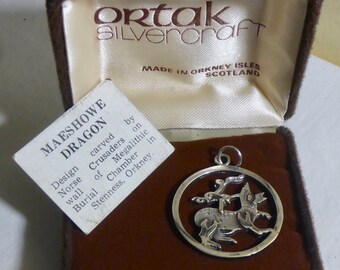 ORTAK
SILVERCRAFT
MADE IN ORKNEY ISLES
SCOTLAND
MAESHOWE
DRAGON
Design carved by
Norse Crusaders on
wall of Megalithic
Burial Chamber in
Stenness, Orkney.